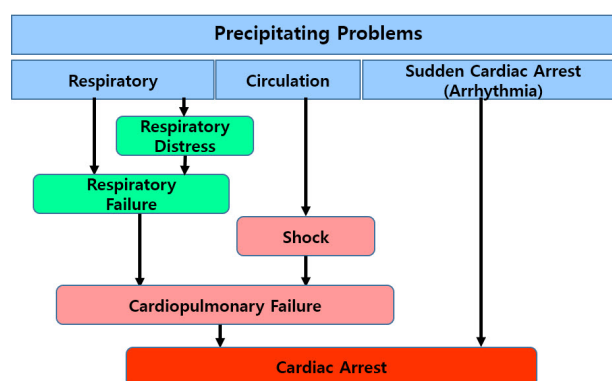 Precipitating Problems
Respiratory
Circulation
Sudden Cardiac Arrest
(Arrhythmia)
Respiratory
Distress
Respiratory
Failure
Shock
Cardiopulmonary Failure
Cardiac Arrest